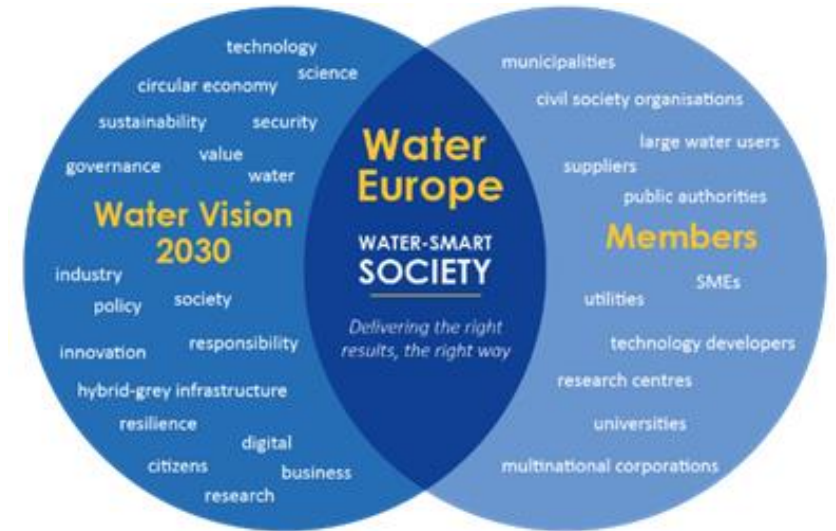 technology
science
circular economy
sustainability
security
value
governance
water
Water Vision
2030
industry
policy
society
innovation
responsibility
hybrid-grey infrastructure
resilience
digital
citizens
business
research
Water
Europe
WATER-SMART
SOCIETY
Delivering the right
results, the right way
municipalities
civil society organisations
large water users
suppliers
public authorities
Members
SMEs
utilities
technology developers
research centres
universities
multinational corporations